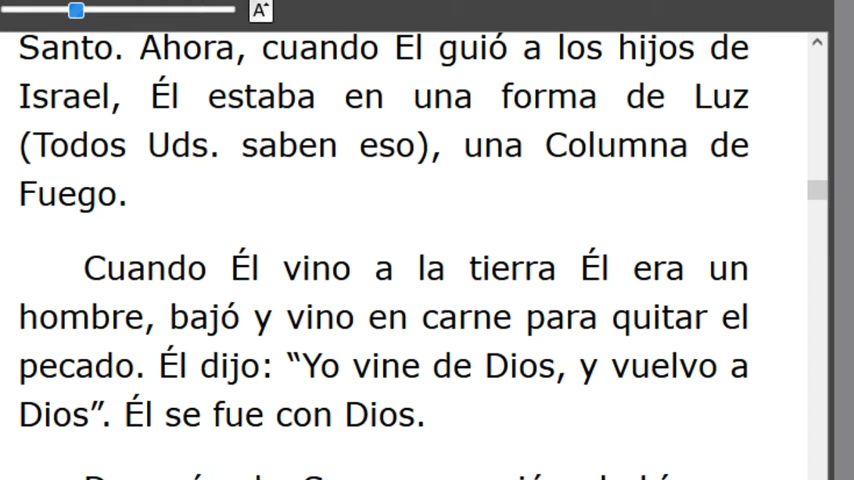 A
Santo. Ahora, cuando Él guió a los hijos de
Israel, Él estaba en una forma de Luz
(Todos Uds. saben eso), una Columna de
Fuego.
Cuando Él vino a la tierra Él era un
hombre, bajó y vino en carne para quitar el
pecado. Él dijo: “Yo vine de Dios, y vuelvo a
Dios”. Él se fue con Dios.